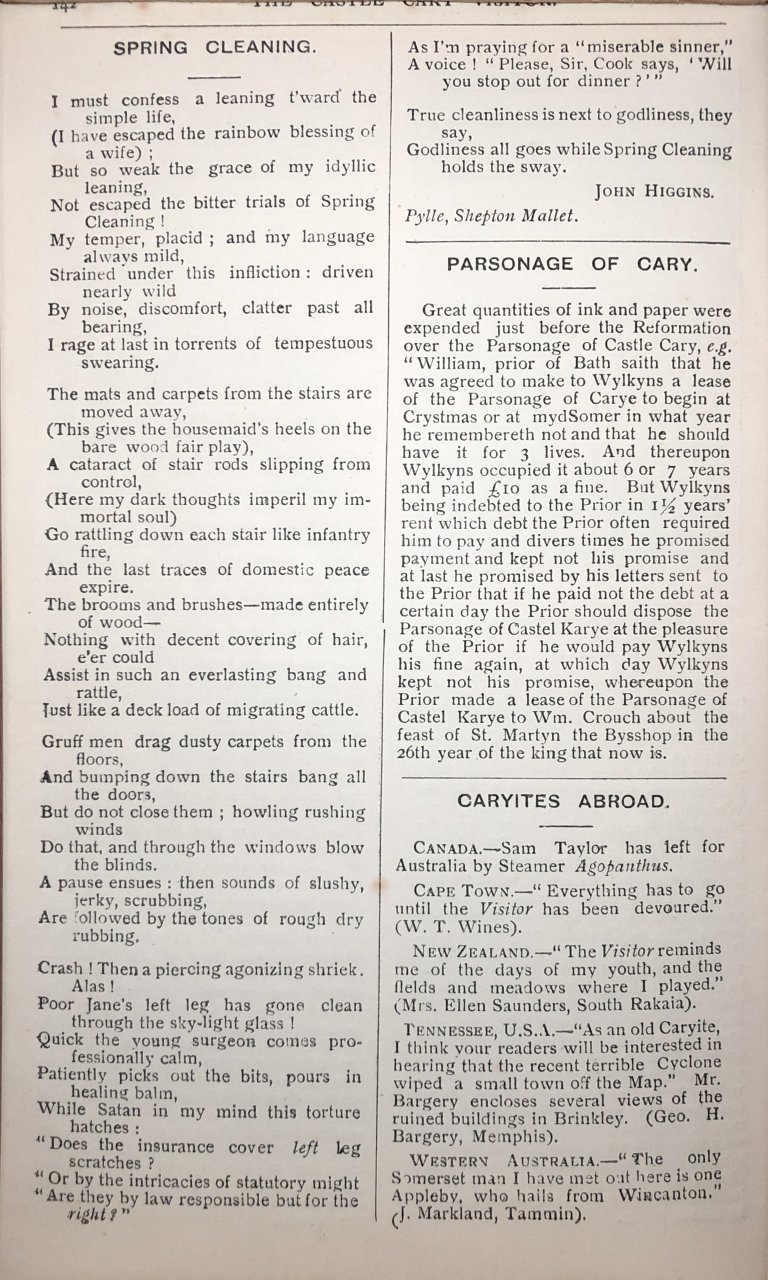 142
THE CASTLE CARY VISITOR.
SPRING CLEANING.
I must confess a leaning t'ward the
simple life,
(I have escaped the rainbow blessing of
a wife) ;
But so weak the grace of my idyllic
leaning,
Not escaped the bitter trials of Spring
Cleaning !
My temper, placid ; and my language
always mild,
Strained under this infliction : driven
nearly wild
By noise, discomfort, clatter past all
bearing,
I rage at last in torrents of tempestuous
swearing.
The mats and carpets from the stairs are
moved away,
(This gives the housemaid's heels on the
bare wood fair play),
A cataract of stair rods slipping from
control,
(Here my dark thoughts imperil my im-
mortal soul)
Go rattling down each stair like infantry
fire,
And the last traces of domestic peace
expire.
The brooms and brushes—made entirely
of wood—
Nothing with decent covering of hair,
e'er could
Assist in such an everlasting bang and
rattle,
Just like a deck load of migrating cattle.
Gruff men drag dusty carpets from the
floors,
And bumping down the stairs bang all
the doors,
But do not close them ; howling rushing
winds
Do that, and through the windows blow
the blinds.
A pause ensues : then sounds of slushy,
jerky, scrubbing,
Are followed by the tones of rough dry
rubbing.
Crash ! Then a piercing agonizing shriek.
Alas !
Poor Jane's left leg has gone clean
through the sky-light glass !
Quick the young surgeon comes pro-
fessionally calm,
Patiently picks out the bits, pours in
healing balm,
While Satan in my mind this torture
hatches :
"Does the insurance cover left leg
scratches ?
"Or by the intricacies of statutory might
"Are they by law responsible but for the
right?"
As I'm praying for a "miserable sinner,"
A voice ! "Please, Sir, Cook says, 'Will
you stop out for dinner ?'"
True cleanliness is next to godliness, they
say,
Godliness all goes while Spring Cleaning
holds the sway.
JOHN HIGGINS.
Pylle, Shepton Mallet.
PARSONAGE OF CARY.
Great quantities of ink and paper were
expended just before the Reformation
over the Parsonage of Castle Cary, e.g.
"William, prior of Bath saith that he
was agreed to make to Wylkyns a lease
of the Parsonage of Carye to begin at
Crystmas or at mydSomer in what year
he remembereth not and that he should
have it for 3 lives. And thereupon
Wylkyns occupied it about 6 or 7 years
and paid £10 as a fine. But Wylkyns
being indebted to the Prior in 1½ years'
rent which debt the Prior often required
him to pay and divers times he promised
payment and kept not his promise and
at last he promised by his letters sent to
the Prior that if he paid not the debt at a
certain day the Prior should dispose the
Parsonage of Castel Karye at the pleasure
of the Prior if he would pay Wylkyns
his fine again, at which day Wylkyns
kept not his promise, whereupon the
Prior made a lease of the Parsonage of
Castel Karye to Wm. Crouch about the
feast of St. Martyn the Bysshop in the
26th year of the king that now is.
CARYITES ABROAD.
CANADA.—Sam Taylor has left for
Australia by Steamer Agopanthus.
CAPE TOWN.—"Everything has to go
until the Visitor has been devoured."
(W. T. Wines).
NEW ZEALAND.—"The Visitor reminds
me of the days of my youth, and the
fields and meadows where I played."
(Mrs. Ellen Saunders, South Rakaia).
TENNESSEE, U.S.A.—"As an old Caryite,
I think your readers will be interested in
hearing that the recent terrible Cyclone
wiped a small town off the Map." Mr.
Bargery encloses several views of the
ruined buildings in Brinkley. (Geo. H.
Bargery, Memphis).
WESTERN AUSTRALIA.—"The only
Somerset man I have met out here is one
Appleby, who hails from Wincanton."
(J. Markland, Tammin).